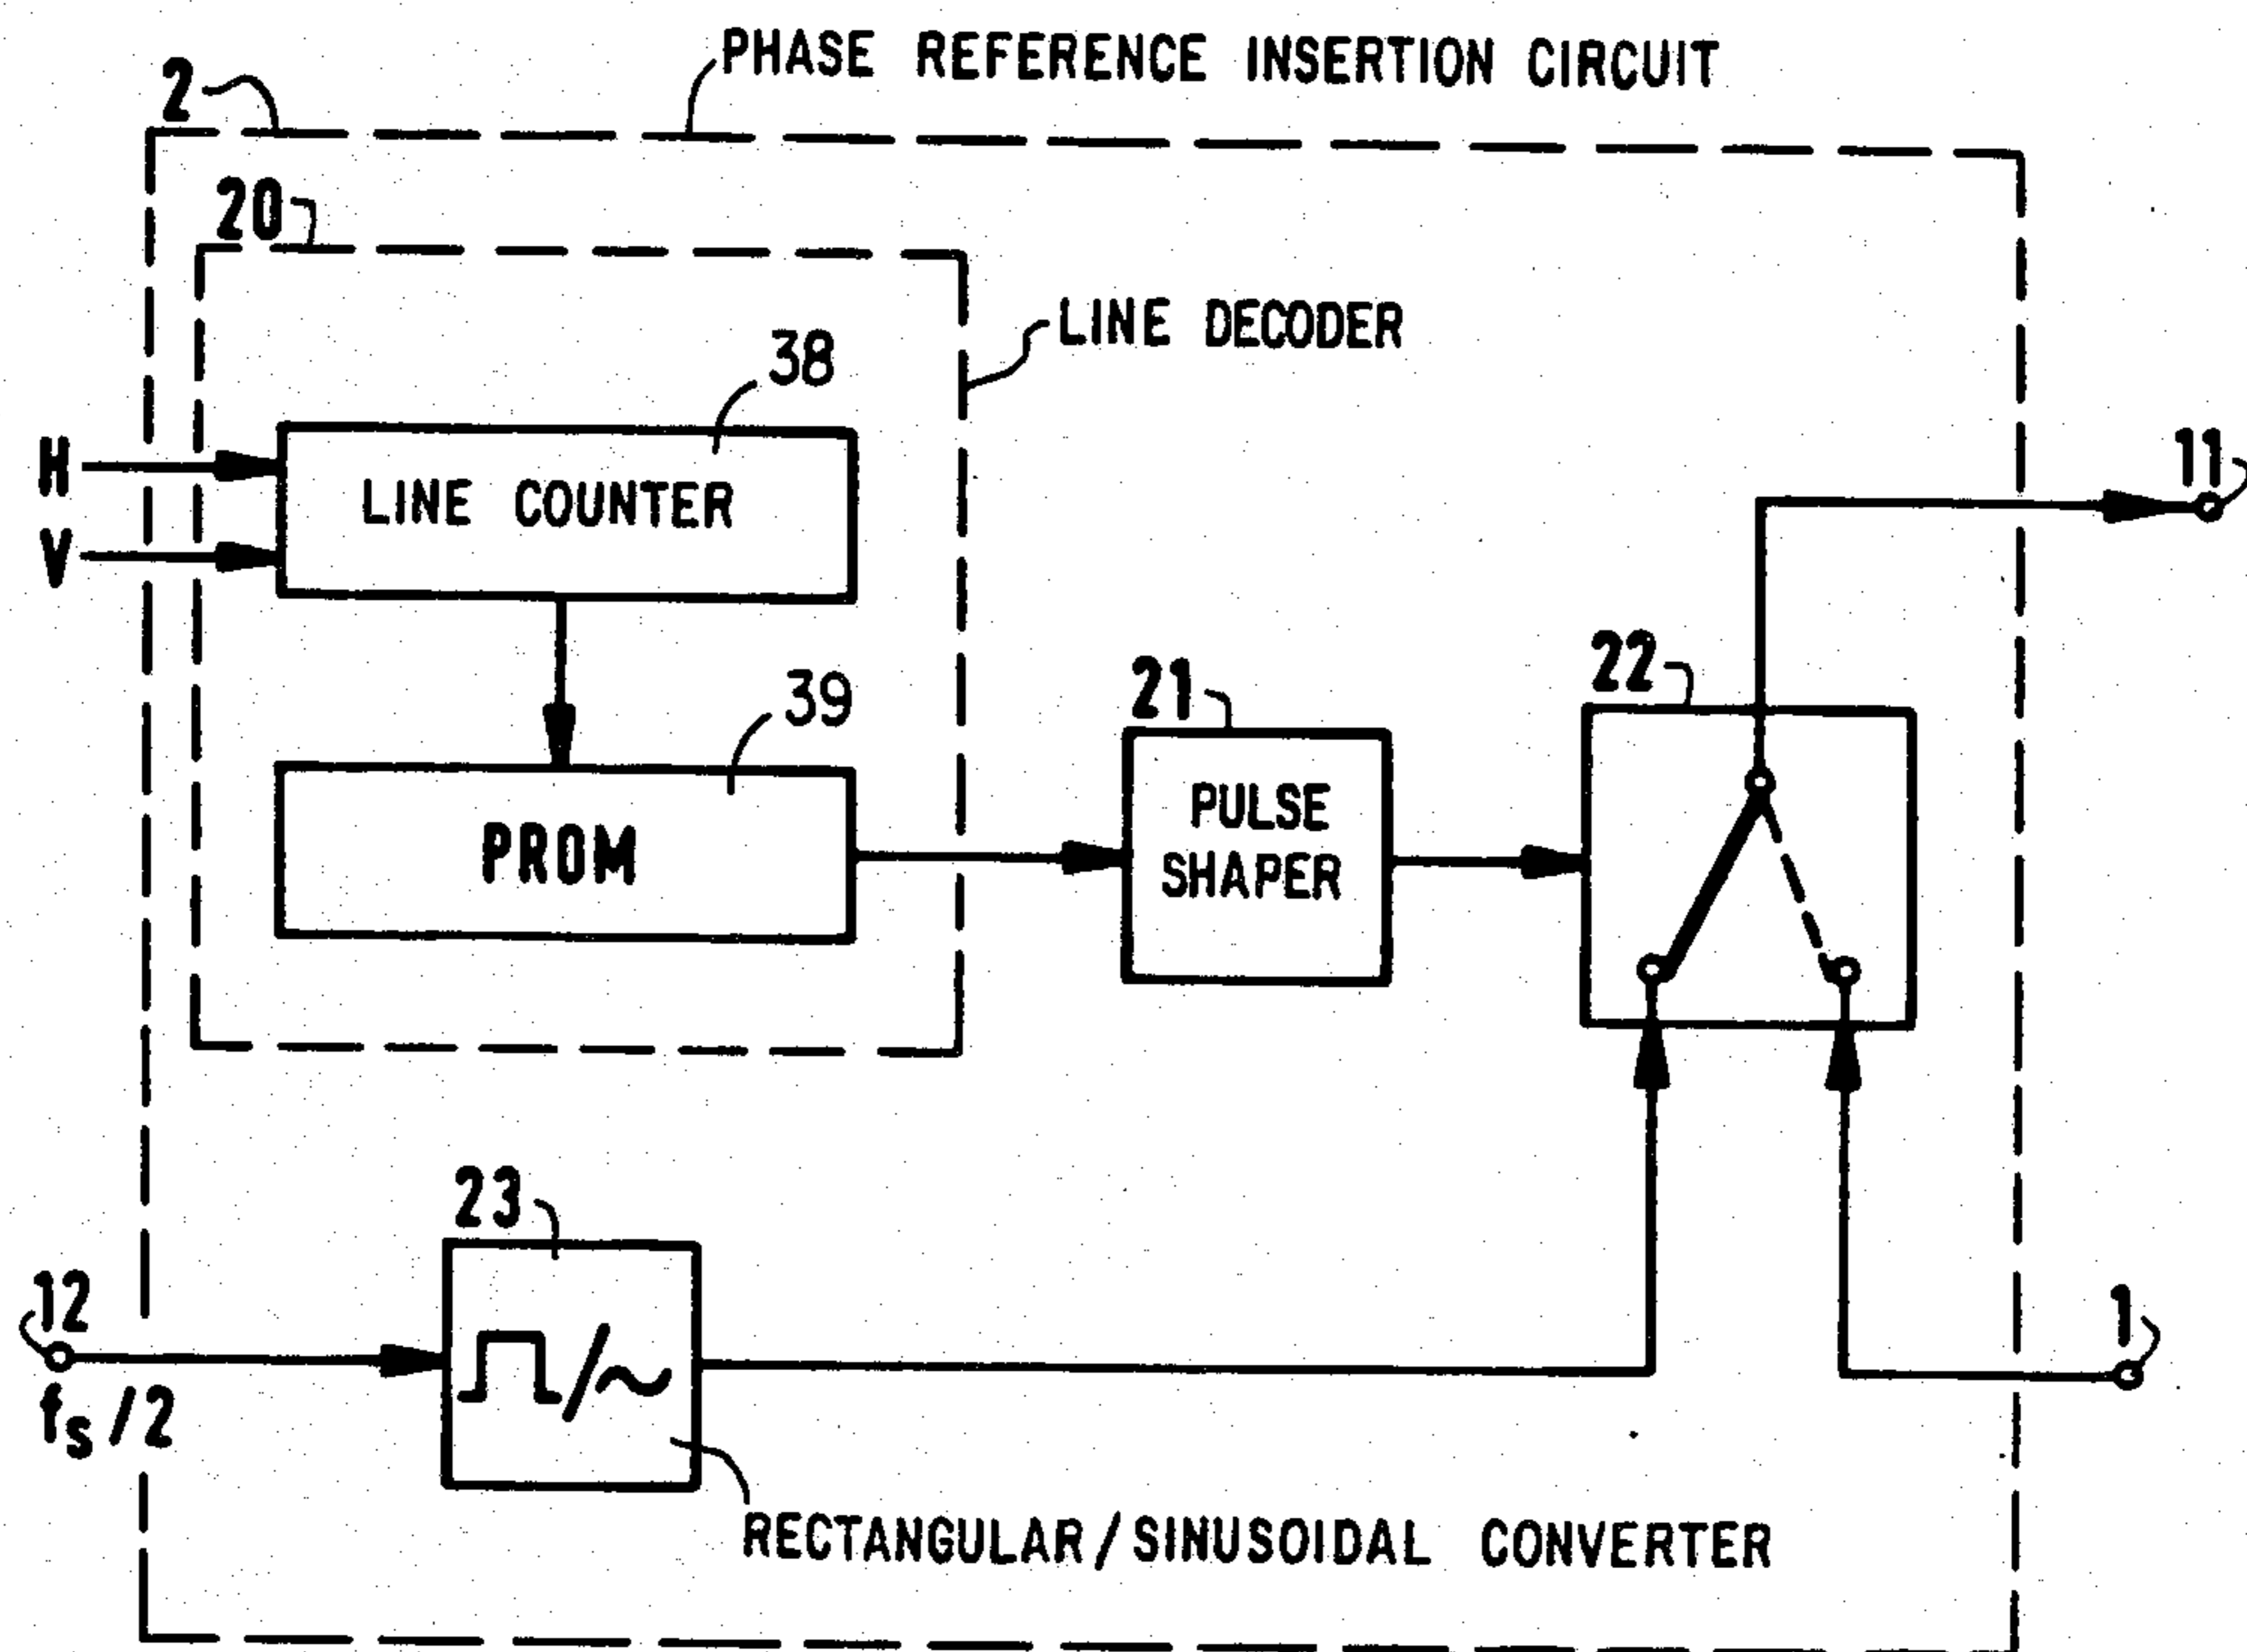 PHASE REFERENCE INSERTION CIRCUIT
2
20
LINE DECODER
38
H
LINE COUNTER
V
11
39
PROM
21
PULSE
SHAPER
22
23
12
fs/2
1
RECTANGULAR/SINUSOIDAL CONVERTER